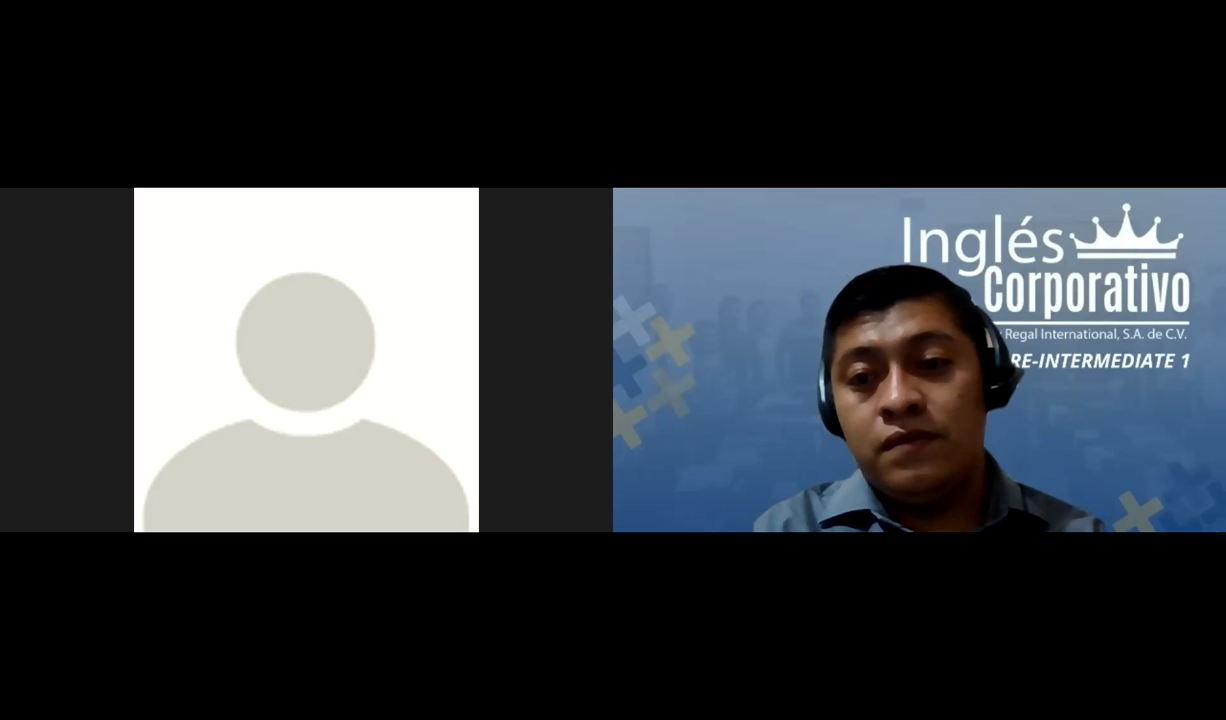 Inglés
Corporativo
Regal International, S.A. de C.V.
RE-INTERMEDIATE 1